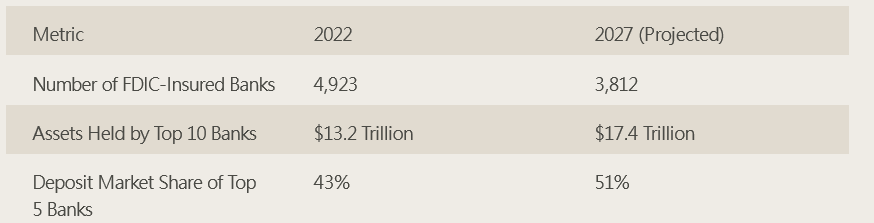 Metric 2022 2027 (Projected)
Number of FDIC-Insured Banks 4,923 3,812
Assets Held by Top 10 Banks $13.2 Trillion $17.4 Trillion
Deposit Market Share of Top 43% 51%
5 Banks